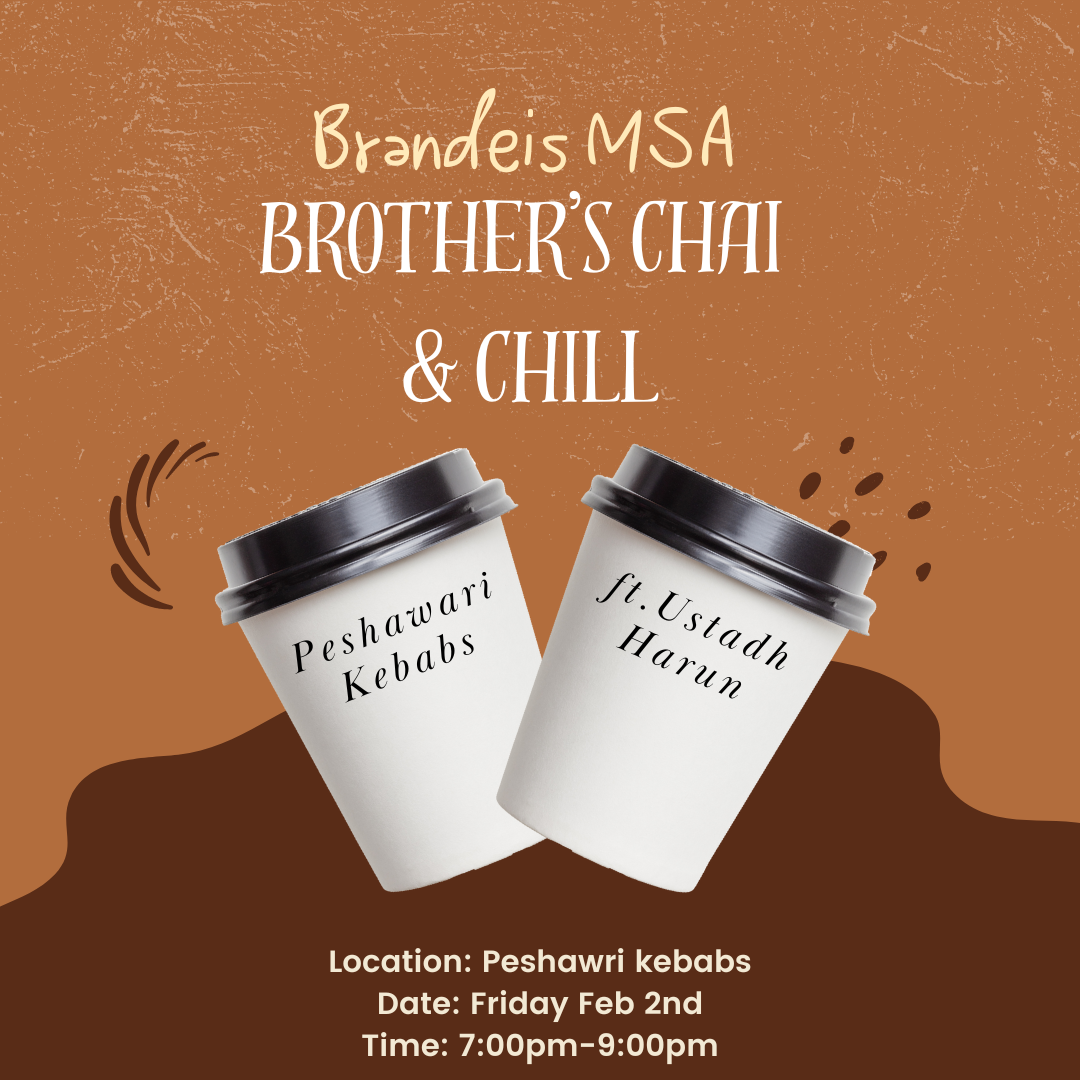 Brandeis MSA
BROTHER'S CHAI
& CHILL
Peshawari
Kebabs
ft.Ustadh
Harun
Location: Peshawri kebabs
Date: Friday Feb 2nd
Time: 7:00pm-9:00pm